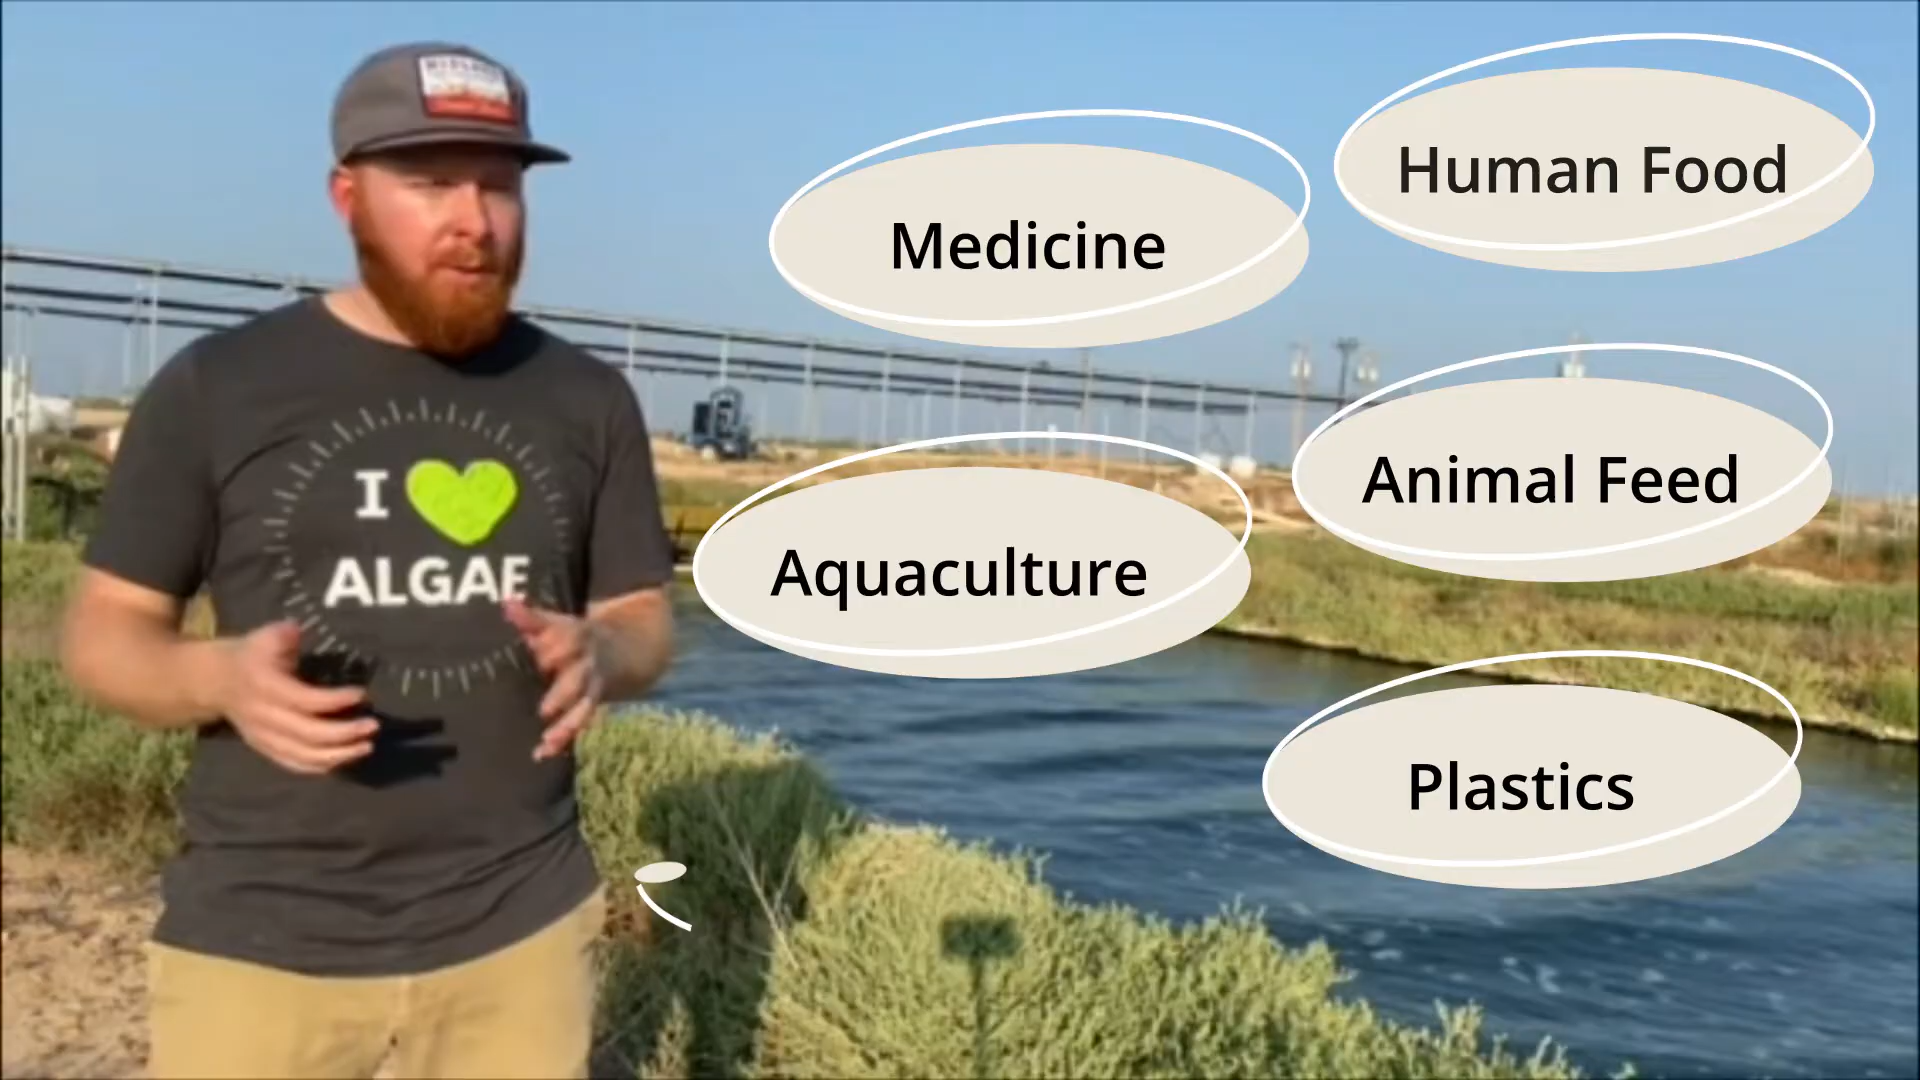 Human Food
Medicine
Animal Feed
I
ALGAE
Aquaculture
Plastics